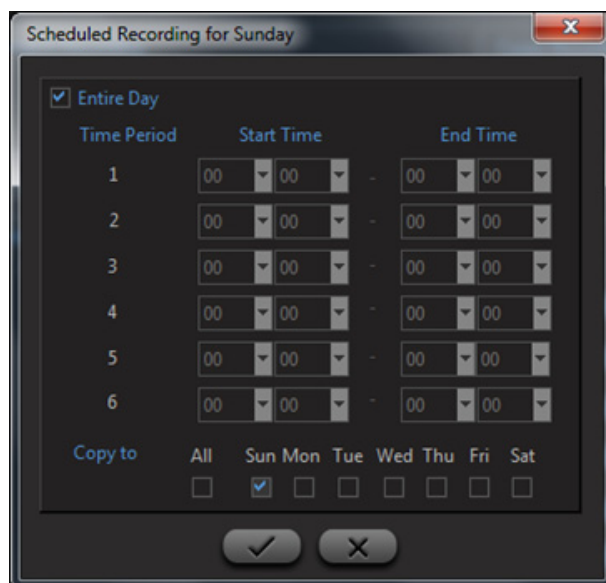 Scheduled Recording for Sunday
Entire Day
Time Period Start Time End Time
1 00 00 - 00 00
2 00 00 - 00 00
3 00 00 - 00 00
4 00 00 - 00 00
5 00 00 - 00 00
6 00 00 - 00 00
Copy to All Sun Mon Tue Wed Thu Fri Sat